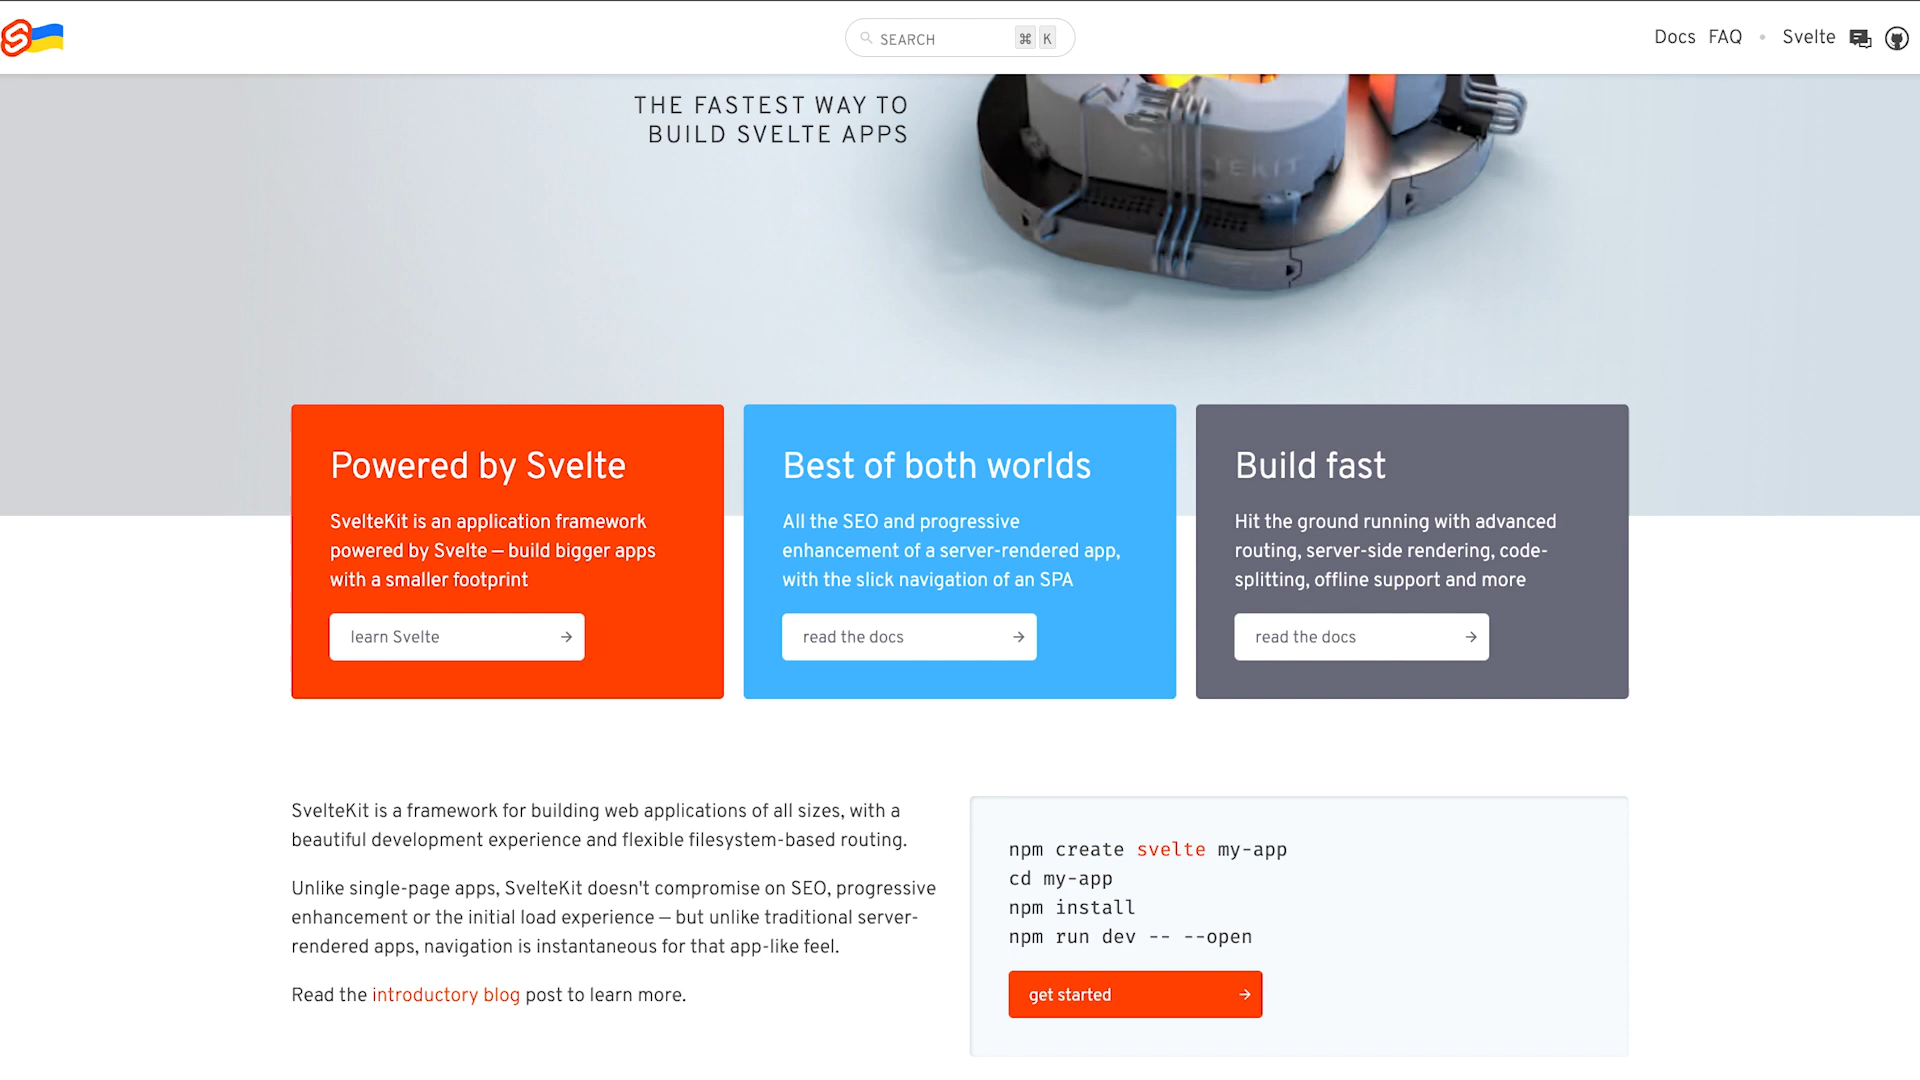 SEARCH ⌘ K
Docs FAQ • Svelte
THE FASTEST WAY TO
BUILD SVELTE APPS
SVELTEKIT
Powered by Svelte
SvelteKit is an application framework
powered by Svelte – build bigger apps
with a smaller footprint
learn Svelte →
Best of both worlds
All the SEO and progressive
enhancement of a server-rendered app,
with the slick navigation of an SPA
read the docs →
Build fast
Hit the ground running with advanced
routing, server-side rendering, code-
splitting, offline support and more
read the docs →
SvelteKit is a framework for building web applications of all sizes, with a
beautiful development experience and flexible filesystem-based routing.
Unlike single-page apps, SvelteKit doesn't compromise on SEO, progressive
enhancement or the initial load experience – but unlike traditional server-
rendered apps, navigation is instantaneous for that app-like feel.
Read the introductory blog post to learn more.
npm create svelte my-app
cd my-app
npm install
npm run dev -- --open
get started →